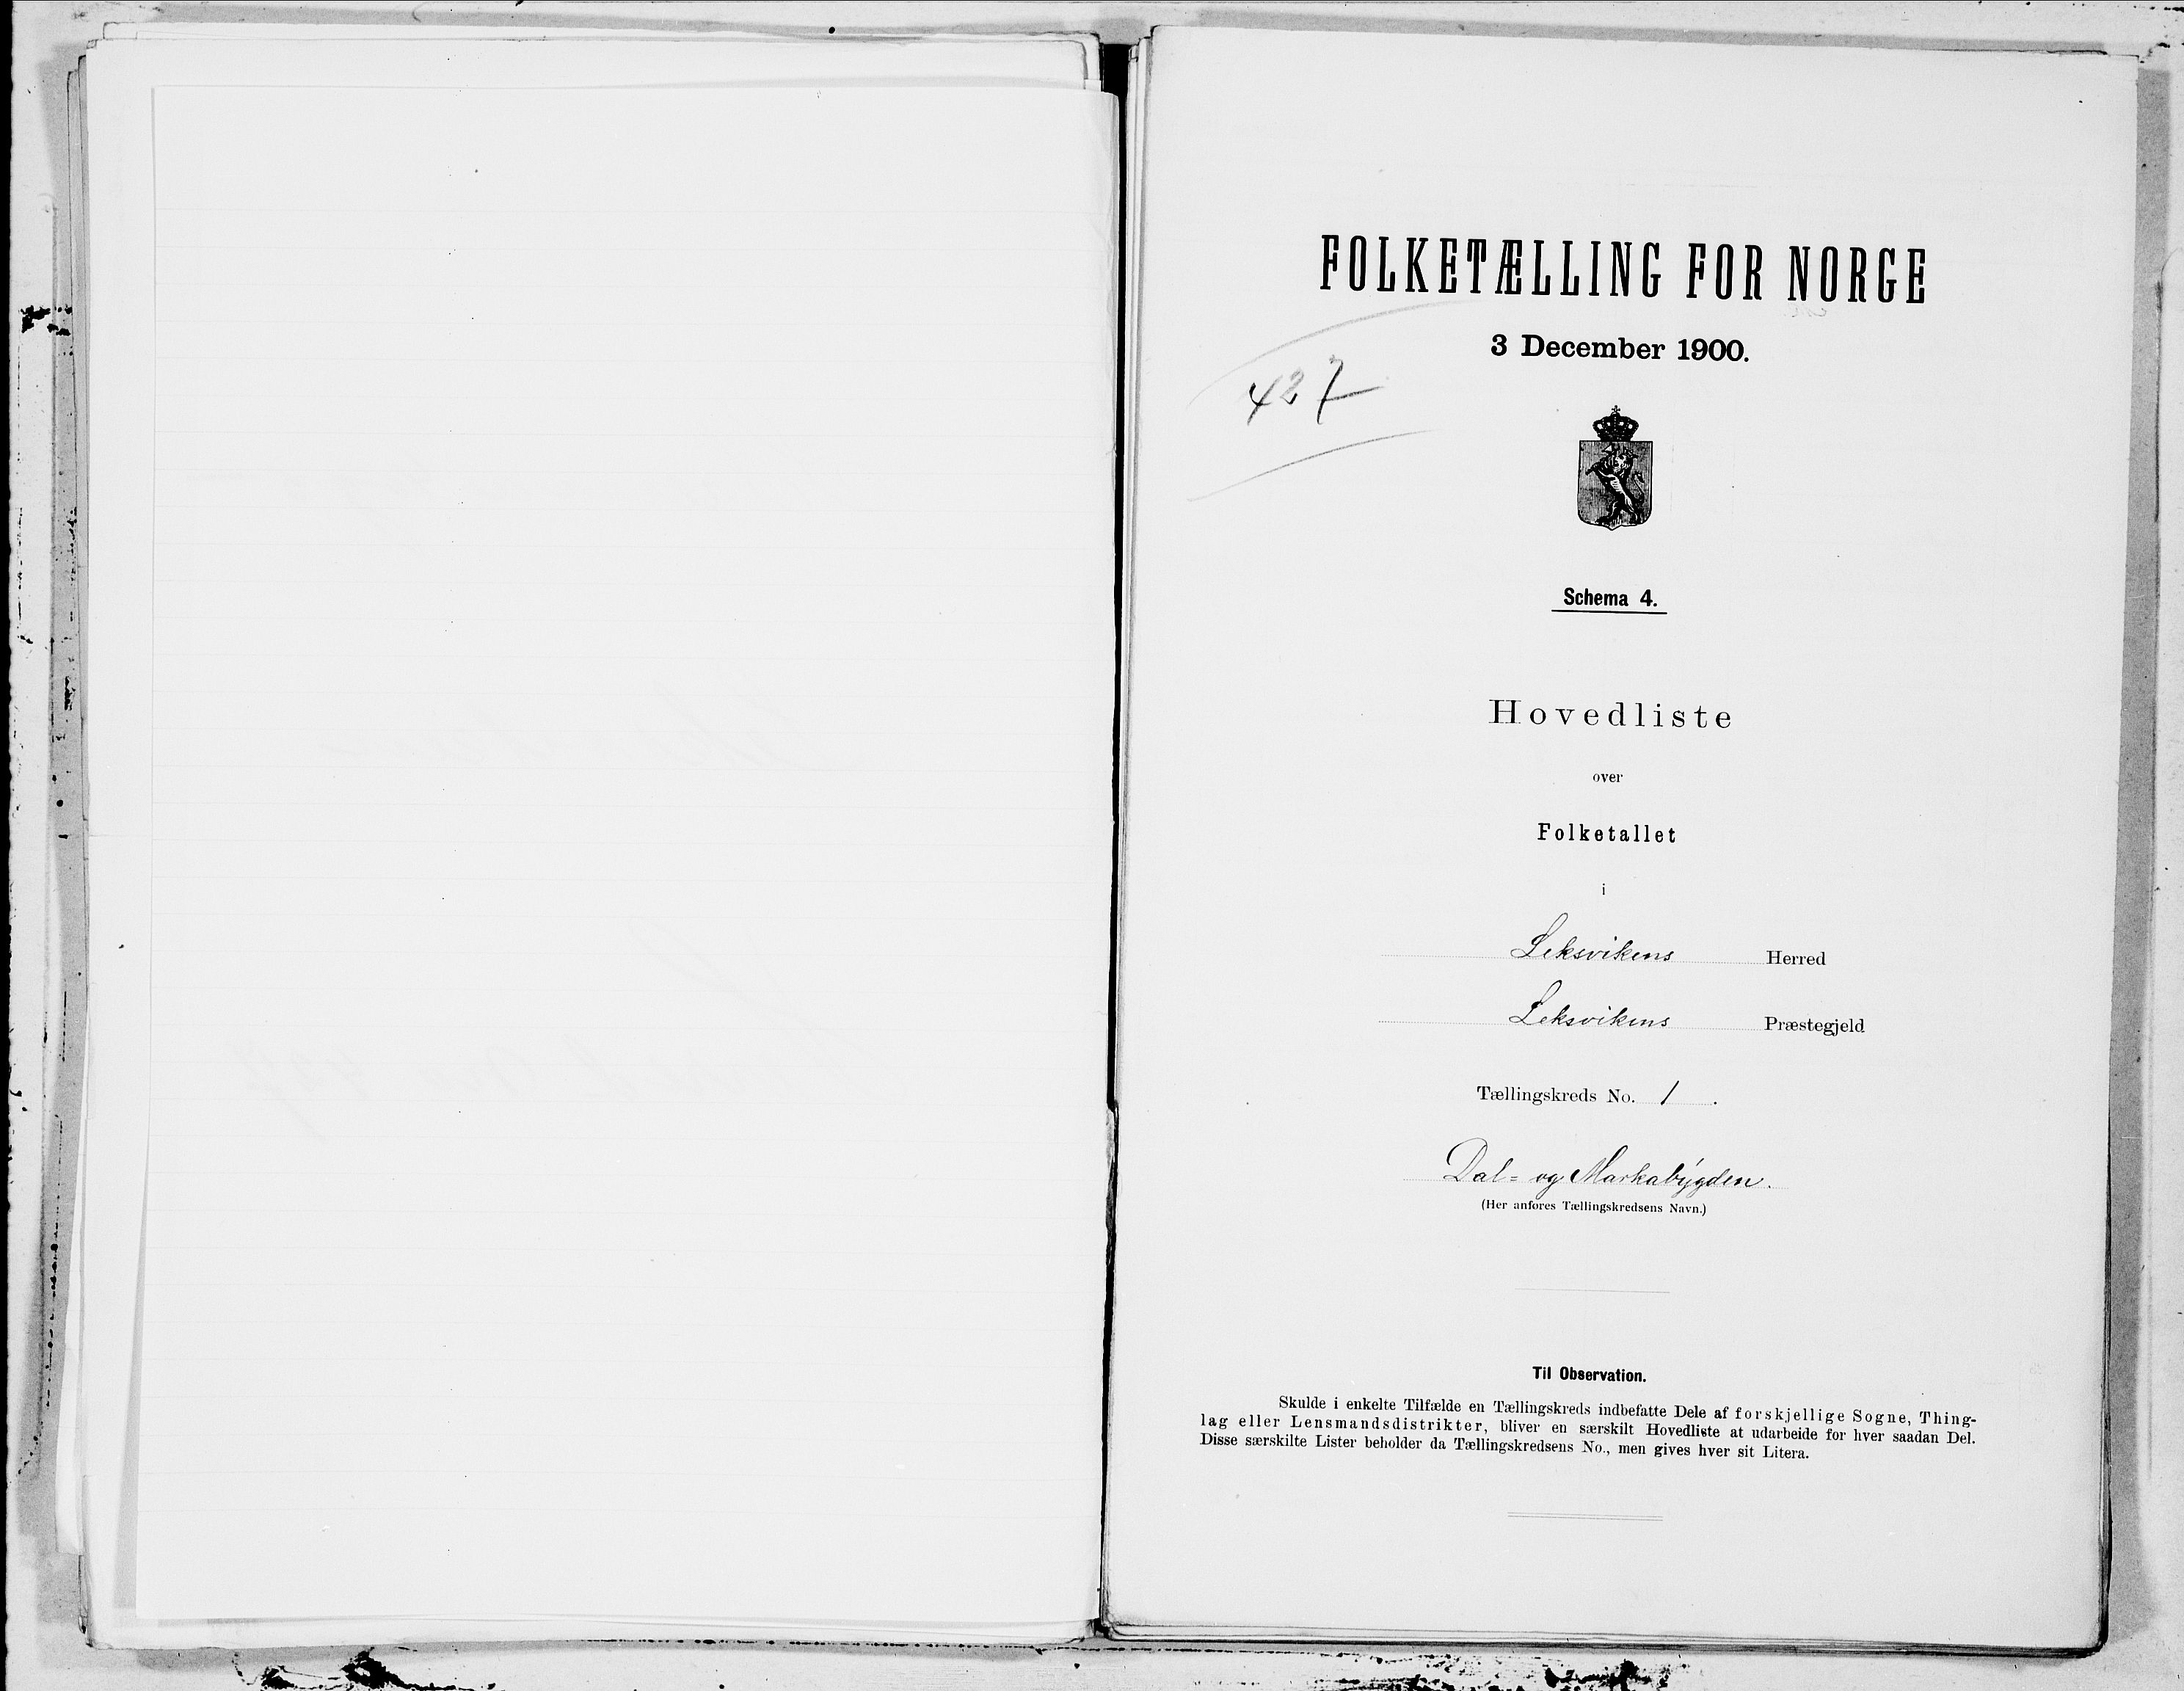 FOLKETÆLLING FOR NORGE
3 December 1900.
427
Schema 4.
Hovedliste
over
Folketallet
i
Leksvikens Herred
Leksvikens Præstegjeld
Tællingskreds No. 1.
Dal- og Markabygden.
(Her anføres Tællingskredsens Navn.)
Til Observation.
Skulde i enkelte Tilfælde en Tællingskreds indbefatte Dele af forskjellige Sogne, Thing-
lag eller Lensmandsdistrikter, bliver en særskilt Hovedliste at udarbeide for hver saadan Del.
Disse særskilte Lister beholder da Tællingskredsens No., men gives hver sit Litera.